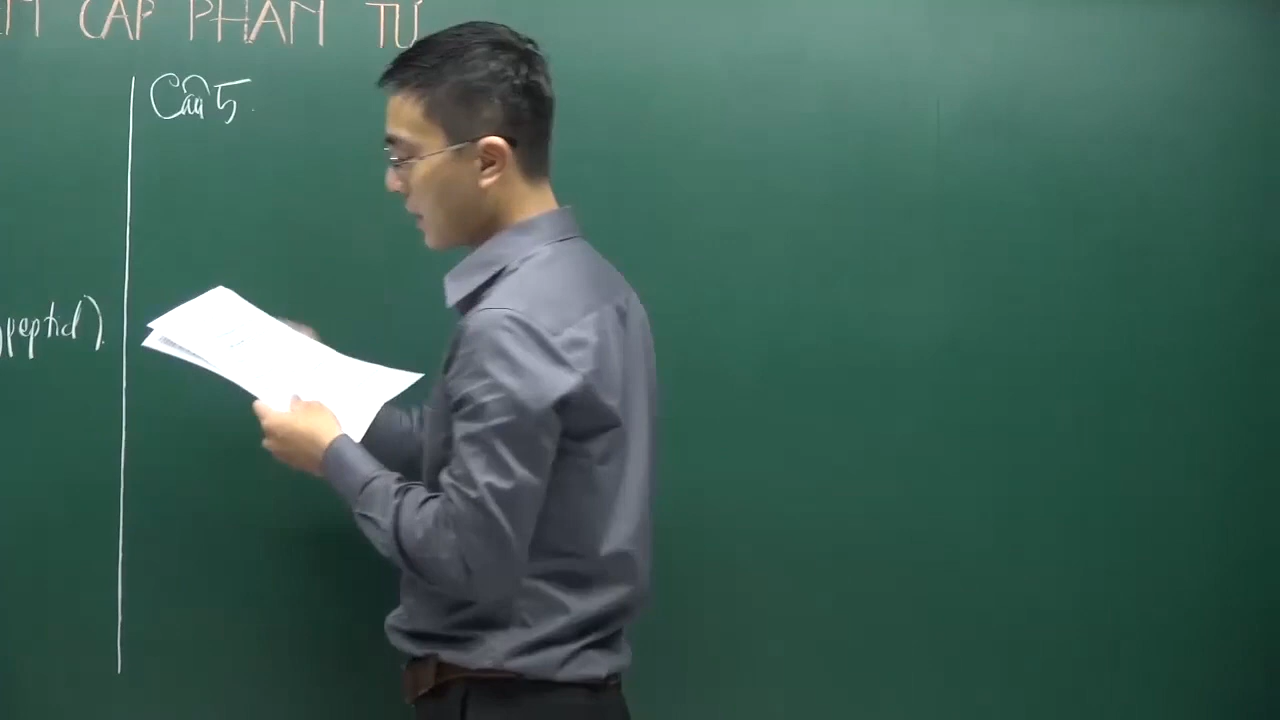 CẤP PHÂN TỬ
Câu 5.
peptid).